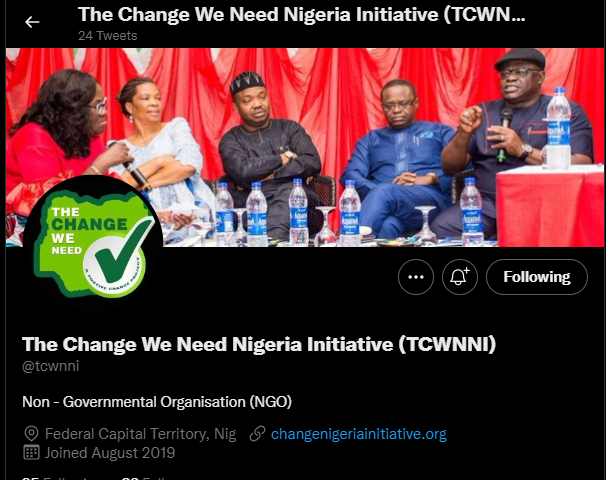 The Change We Need Nigeria Initiative (TCWN...
24 Tweets
THE
CHANGE
WE
NEED
A POSITIVE CHANGE PROJECT
Following
The Change We Need Nigeria Initiative (TCWNNI)
@tcwnni
Non - Governmental Organisation (NGO)
Federal Capital Territory, Nig
changenigeriainitiative.org
Joined August 2019